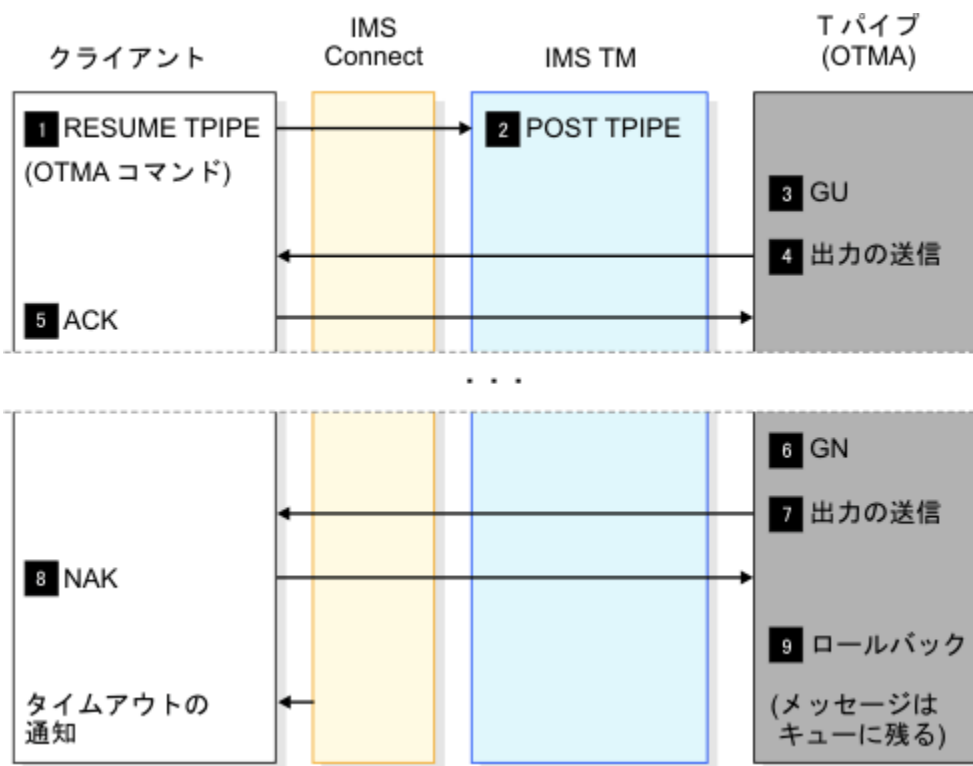 クライアント
IMS
Connect
IMS TM
T パイプ
(OTMA)
1 RESUME TPIPE
(OTMA コマンド)
2 POST TPIPE
3 GU
4 出力の送信
5 ACK
. . .
6 GN
7 出力の送信
8 NAK
9 ロールバック
タイムアウトの
通知
(メッセージは
キューに残る)